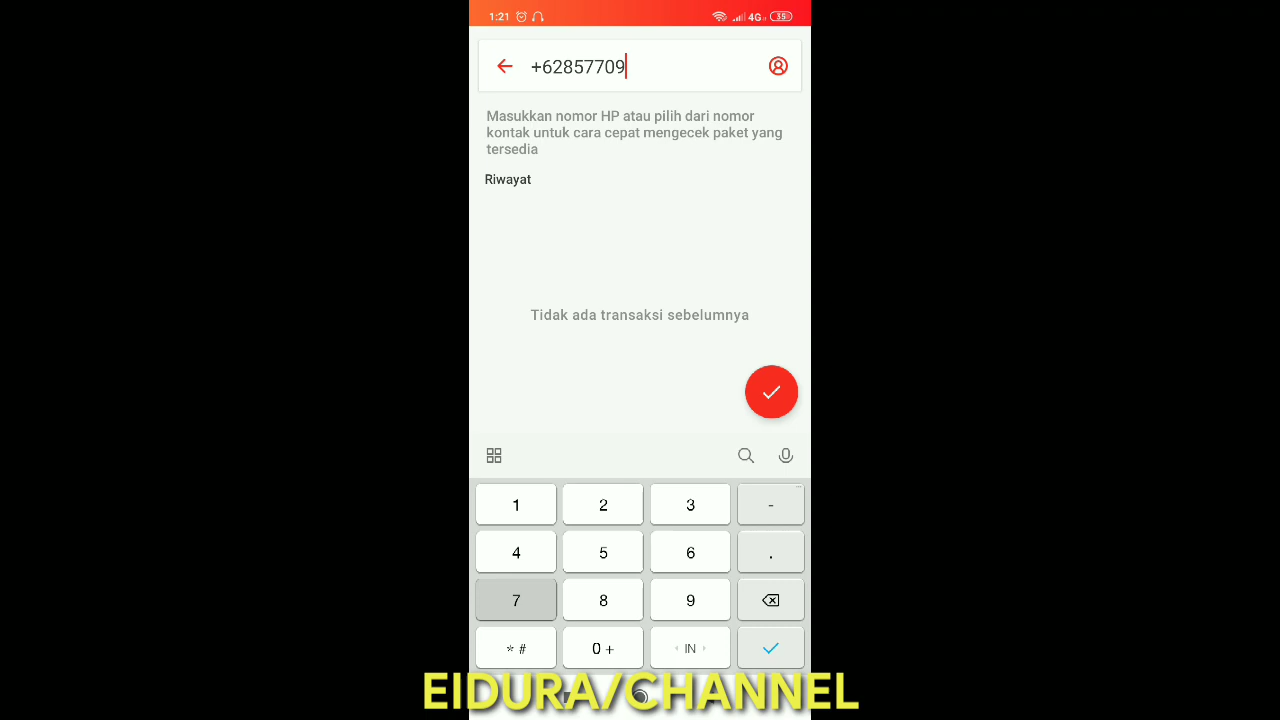 1:21 4G 35
+62857709
Masukkan nomor HP atau pilih dari nomor
kontak untuk cara cepat mengecek paket yang
tersedia
Riwayat
Tidak ada transaksi sebelumnya
1 2 3 -
4 5 6 .
7 8 9
* # 0 + IN
EIDURA/CHANNEL